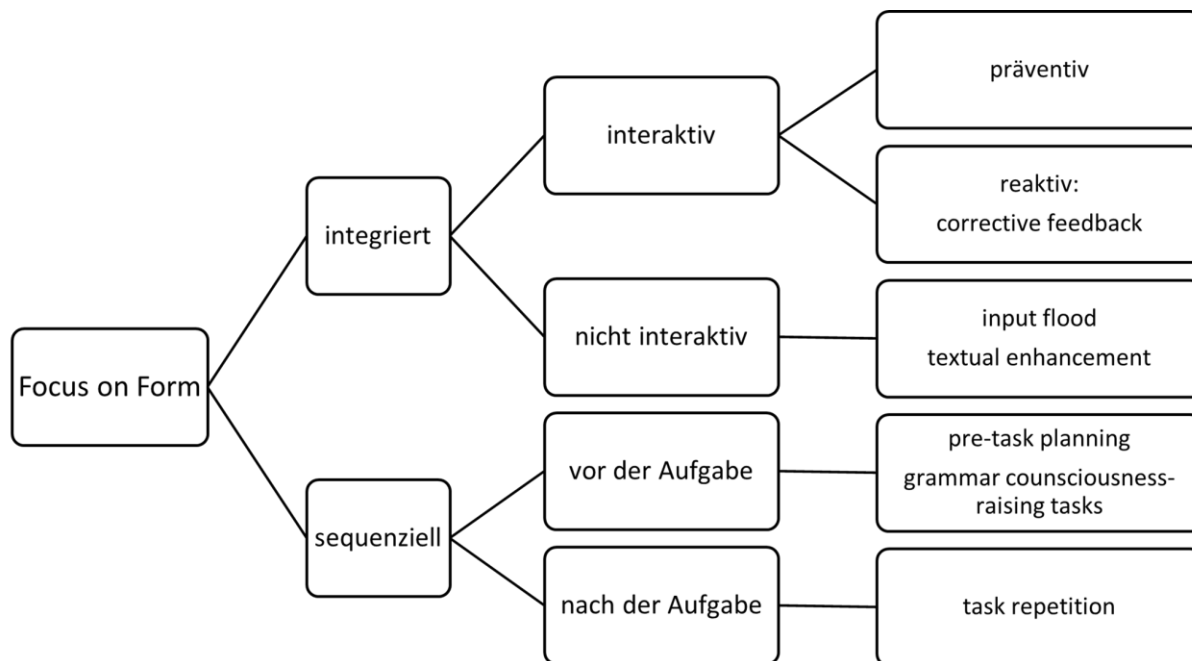 präventiv
interaktiv
reaktiv:
corrective feedback
integriert
nicht interaktiv
input flood
textual enhancement
Focus on Form
vor der Aufgabe
pre-task planning
grammar counsciousness-
raising tasks
sequenziell
nach der Aufgabe
task repetition